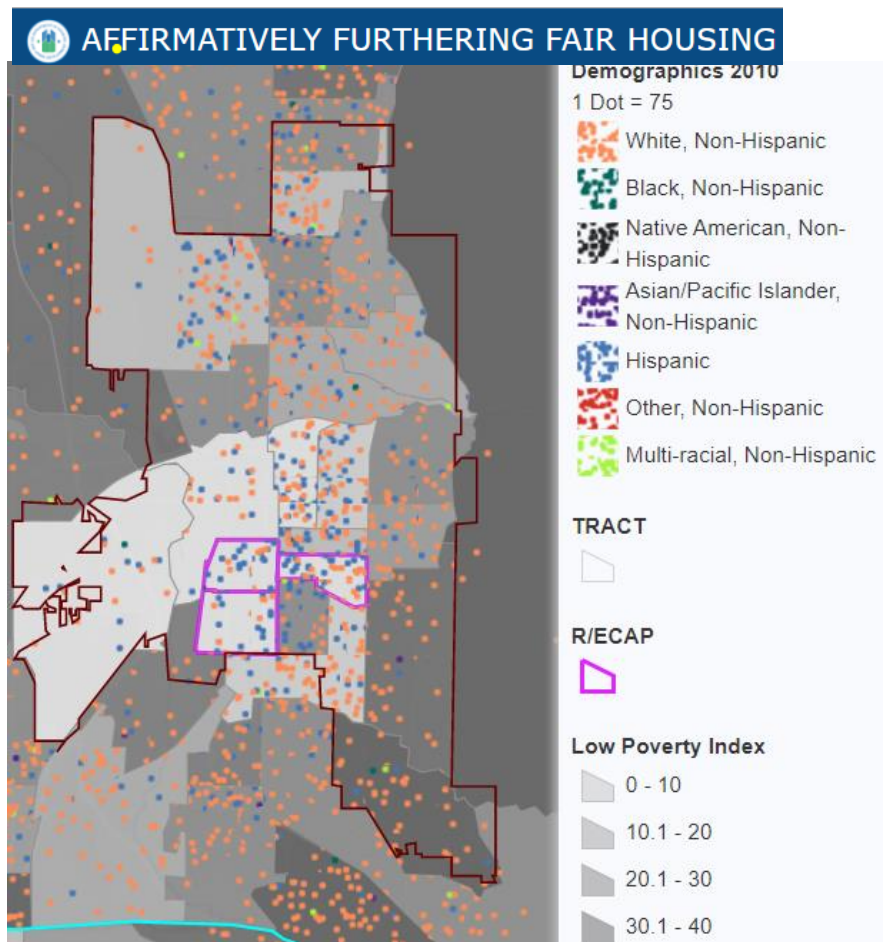 AFFIRMATIVELY FURTHERING FAIR HOUSING
Demographics 2010
1 Dot = 75
White, Non-Hispanic
Black, Non-Hispanic
Native American, Non-
Hispanic
Asian/Pacific Islander,
Non-Hispanic
Hispanic
Other, Non-Hispanic
Multi-racial, Non-Hispanic
TRACT
R/ECAP
Low Poverty Index
0 - 10
10.1 - 20
20.1 - 30
30.1 - 40